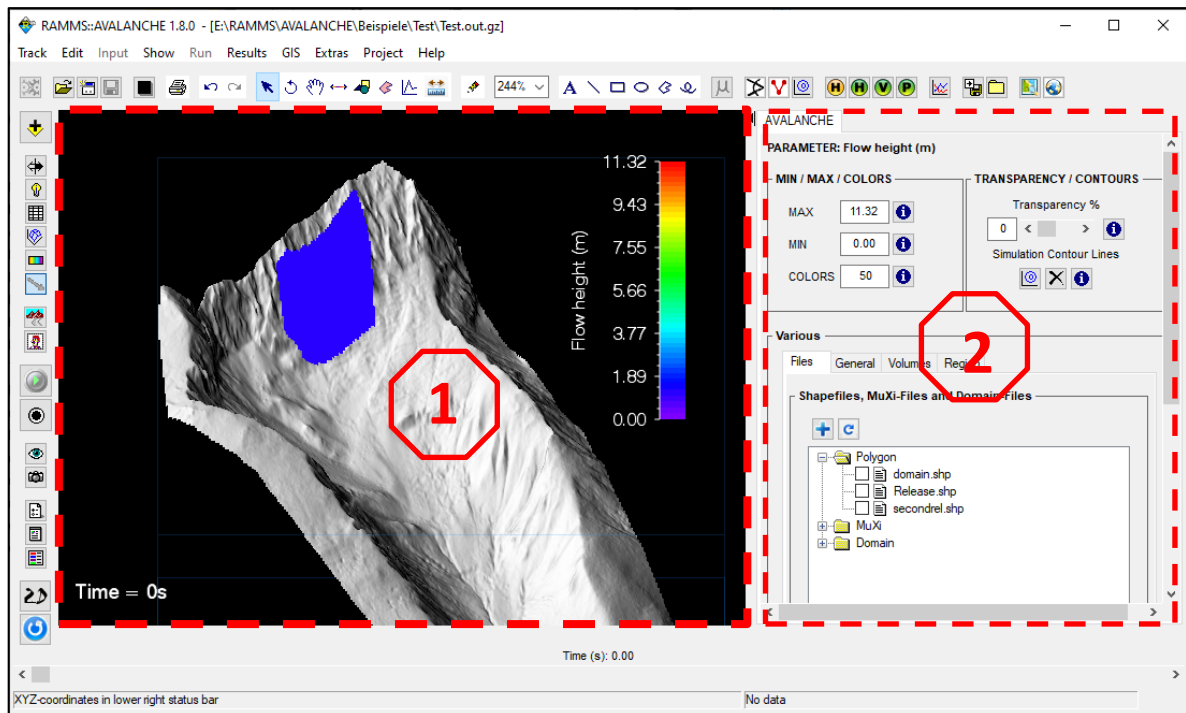 RAMMS::AVALANCHE 1.8.0 - [E:\RAMMS\AVALANCHE\Beispiele\Test\Test.out.gz]
Track Edit Input Show Run Results GIS Extras Project Help
244% A μ H H V P
AVALANCHE
PARAMETER: Flow height (m)
MIN / MAX / COLORS
MAX 11.32
MIN 0.00
COLORS 50
TRANSPARENCY / CONTOURS
Transparency %
0
Simulation Contour Lines
Various
Files General Volumes Region
Shapefiles, MuXi-Files and Domain-Files
Polygon
domain.shp
Release.shp
secondrel.shp
MuXi
Domain
11.32
9.43
7.55
5.66
3.77
1.89
0.00
Flow height (m)
1
2
2D
Time = 0s
Time (s): 0.00
XYZ-coordinates in lower right status bar
No data